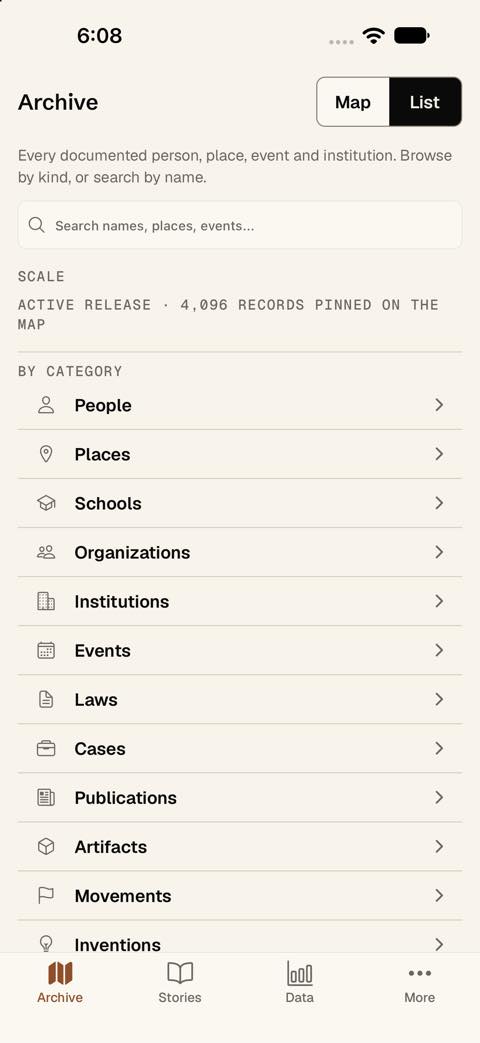 6:08
Archive
Map
List
Every documented person, place, event and institution. Browse
by kind, or search by name.
Search names, places, events...
SCALE
ACTIVE RELEASE · 4,096 RECORDS PINNED ON THE
MAP
BY CATEGORY
People
Places
Schools
Organizations
Institutions
Events
Laws
Cases
Publications
Artifacts
Movements
Inventions
Archive
Stories
Data
More